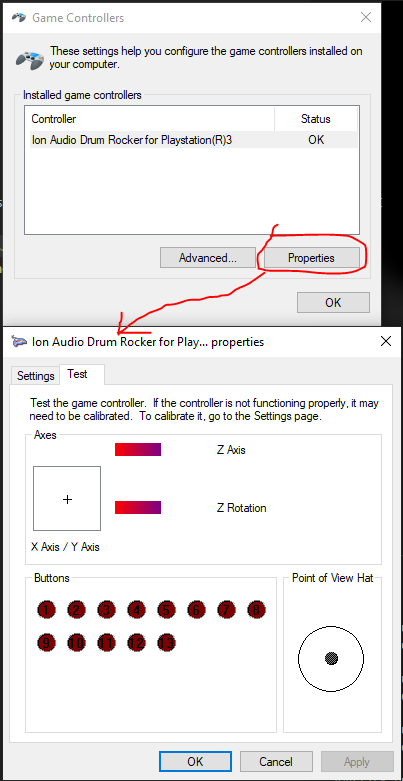 Game Controllers
These settings help you configure the game controllers installed on
your computer.
Installed game controllers
Controller Status
Ion Audio Drum Rocker for Playstation(R)3 OK
Advanced... Properties
OK
Ion Audio Drum Rocker for Play... properties
Settings Test
Test the game controller. If the controller is not functioning properly, it may
need to be calibrated. To calibrate it, go to the Settings page.
Axes
Z Axis
Z Rotation
X Axis / Y Axis
Buttons Point of View Hat
1 2 3 4 5 6 7 8
9 10 11 12 13
OK Cancel Apply